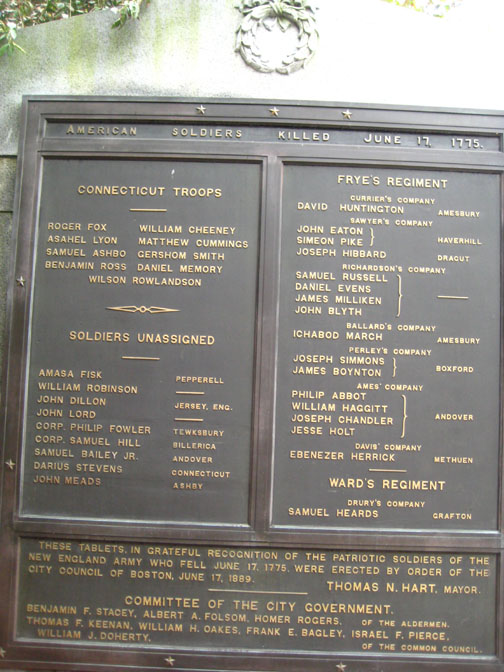 AMERICAN SOLDIERS KILLED JUNE 17, 1775.
CONNECTICUT TROOPS
ROGER FOX WILLIAM CHEENEY
ASAHEL LYON MATTHEW CUMMINGS
SAMUEL ASHBO GERSHOM SMITH
BENJAMIN ROSS DANIEL MEMORY
WILSON ROWLANDSON
SOLDIERS UNASSIGNED
AMASA FISK PEPPERELL
WILLIAM ROBINSON
JOHN DILLON JERSEY, ENG.
JOHN LORD
CORP. PHILIP FOWLER TEWKSBURY
CORP. SAMUEL HILL BILLERICA
SAMUEL BAILEY JR. ANDOVER
DARIUS STEVENS CONNECTICUT
JOHN MEADS ASHBY
FRYE'S REGIMENT
CURRIER'S COMPANY
DAVID HUNTINGTON AMESBURY
SAWYER'S COMPANY
JOHN EATON
SIMEON PIKE HAVERHILL
JOSEPH HIBBARD DRACUT
RICHARDSON'S COMPANY
SAMUEL RUSSELL
DANIEL EVENS
JAMES MILLIKEN
JOHN BLYTH
BALLARD'S COMPANY
ICHABOD MARCH AMESBURY
PERLEY'S COMPANY
JOSEPH SIMMONS
JAMES BOYNTON BOXFORD
AMES' COMPANY
PHILIP ABBOT
WILLIAM HAGGITT
JOSEPH CHANDLER ANDOVER
JESSE HOLT
DAVIS' COMPANY
EBENEZER HERRICK METHUEN
WARD'S REGIMENT
DRURY'S COMPANY
SAMUEL HEARDS GRAFTON
THESE TABLETS, IN GRATEFUL RECOGNITION OF THE PATRIOTIC SOLDIERS OF THE
NEW ENGLAND ARMY WHO FELL JUNE 17, 1775, WERE ERECTED BY ORDER OF THE
CITY COUNCIL OF BOSTON, JUNE 17, 1889.
THOMAS N. HART, MAYOR.
COMMITTEE OF THE CITY GOVERNMENT.
BENJAMIN F. STACEY, ALBERT A. FOLSOM, HOMER ROGERS, OF THE ALDERMEN.
THOMAS F. KEENAN, WILLIAM H. OAKES, FRANK E. BAGLEY, ISRAEL F. PIERCE,
WILLIAM J. DOHERTY, OF THE COMMON COUNCIL.